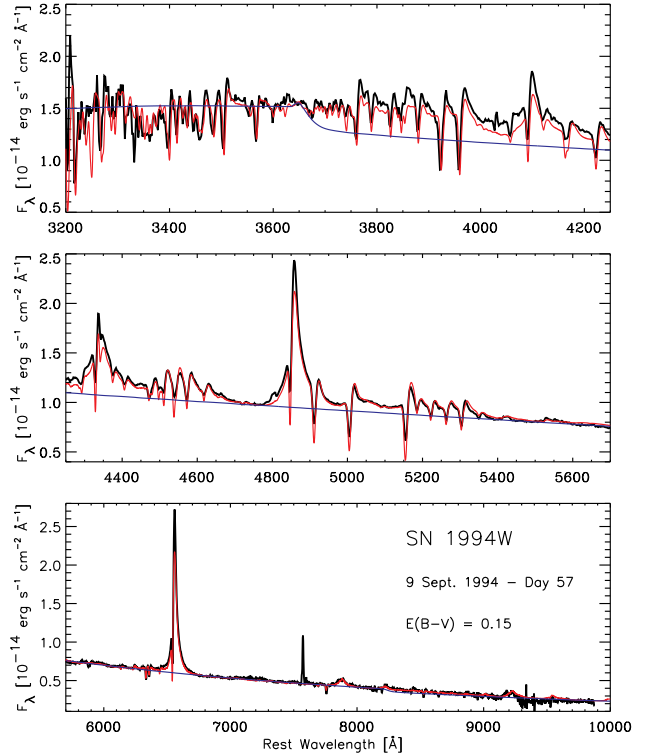 F_λ [10^−14 erg s^−1 cm^−2 Å^−1]
2.5
2.0
1.5
1.0
0.5
3200 3400 3600 3800 4000 4200
F_λ [10^−14 erg s^−1 cm^−2 Å^−1]
2.5
2.0
1.5
1.0
0.5
4400 4600 4800 5000 5200 5400 5600
F_λ [10^−14 erg s^−1 cm^−2 Å^−1]
2.5
2.0
1.5
1.0
0.5
0.0
SN 1994W
9 Sept. 1994 − Day 57
E(B−V) = 0.15
6000 7000 8000 9000 10000
Rest Wavelength [Å]